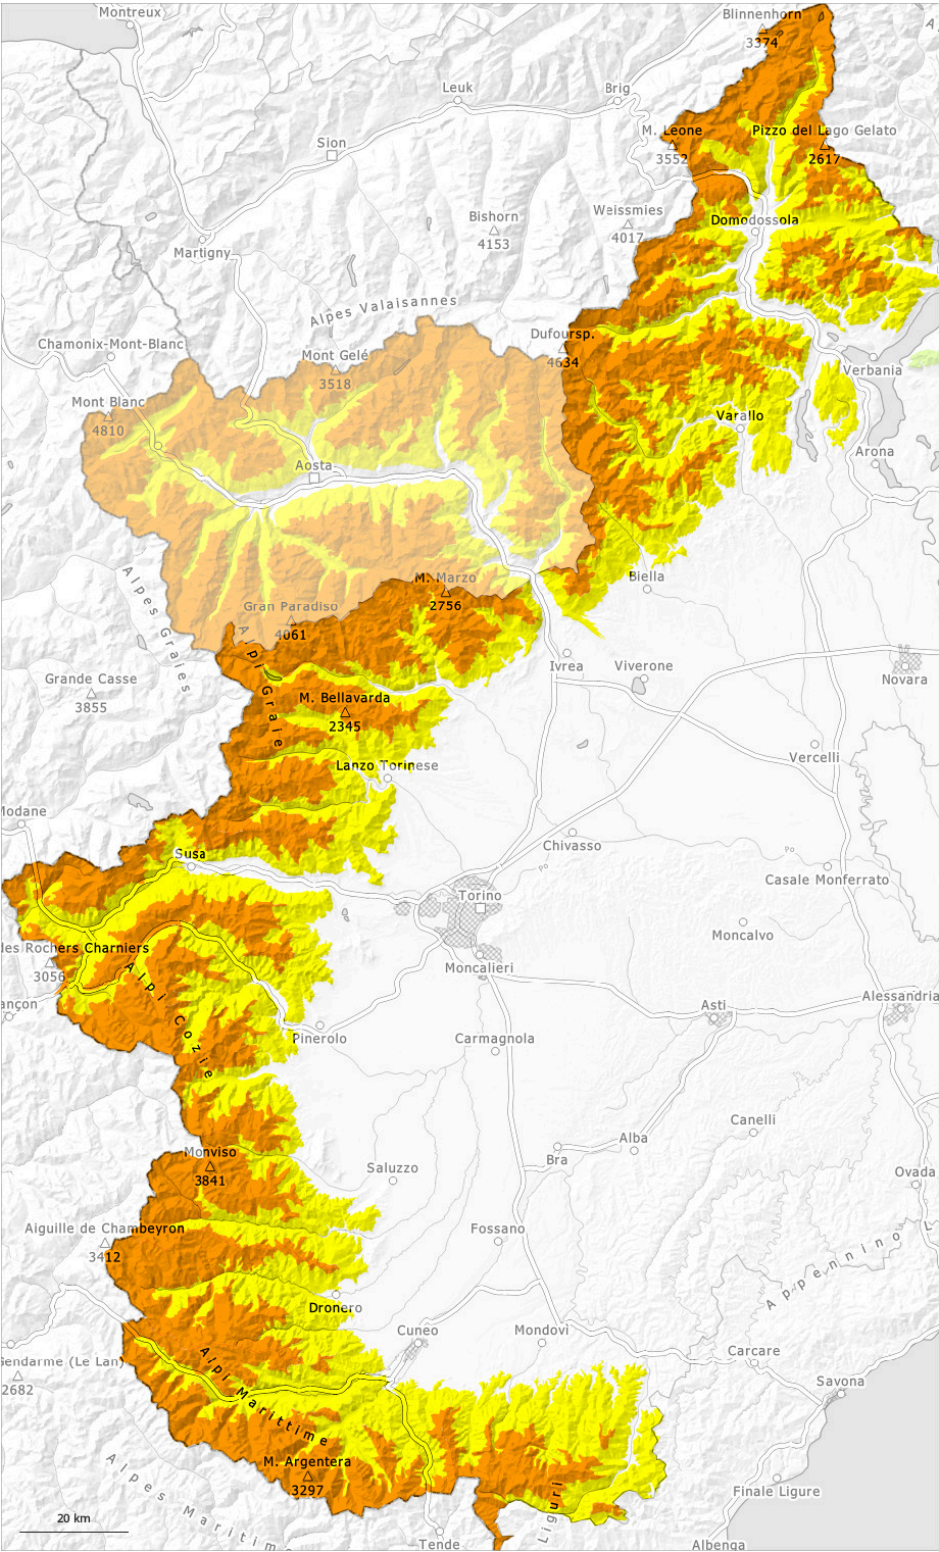 Montreux
Blinnenhorn
3374
Leuk
Brig
M. Leone
3552
Pizzo del Lago Gelato
2617
Sion
Bishorn
4153
Weissmies
4017
Domodossola
Martigny
Alpes Valaisannes
Chamonix-Mont-Blanc
Mont Gelé
3518
Dufoursp.
4634
Verbania
Mont Blanc
4810
Varallo
Aosta
Arona
Alpes Graies
M. Marzo
2756
Biella
Gran Paradiso
4061
Alpi Graie
Ivrea
Viverone
Novara
Grande Casse
3855
M. Bellavarda
2345
Lanzo Torinese
Vercelli
Modane
Susa
Chivasso
Po
Po
Casale Monferrato
Torino
Moncalvo
les Rochers Charniers
3056
Alpi Cozie
Moncalieri
ançon
Asti
Alessandria
Pinerolo
Carmagnola
Canelli
Alba
Bra
Monviso
3841
Saluzzo
Ovada
Aiguille de Chambeyron
3412
Fossano
Appennino L
Dronero
Cuneo
Mondovì
Carcare
Gendarme (Le Lan)
2682
Alpi Marittime
Savona
M. Argentera
3297
Alpes Maritime
Liguri
Finale Ligure
20 km
Tende
Albenga